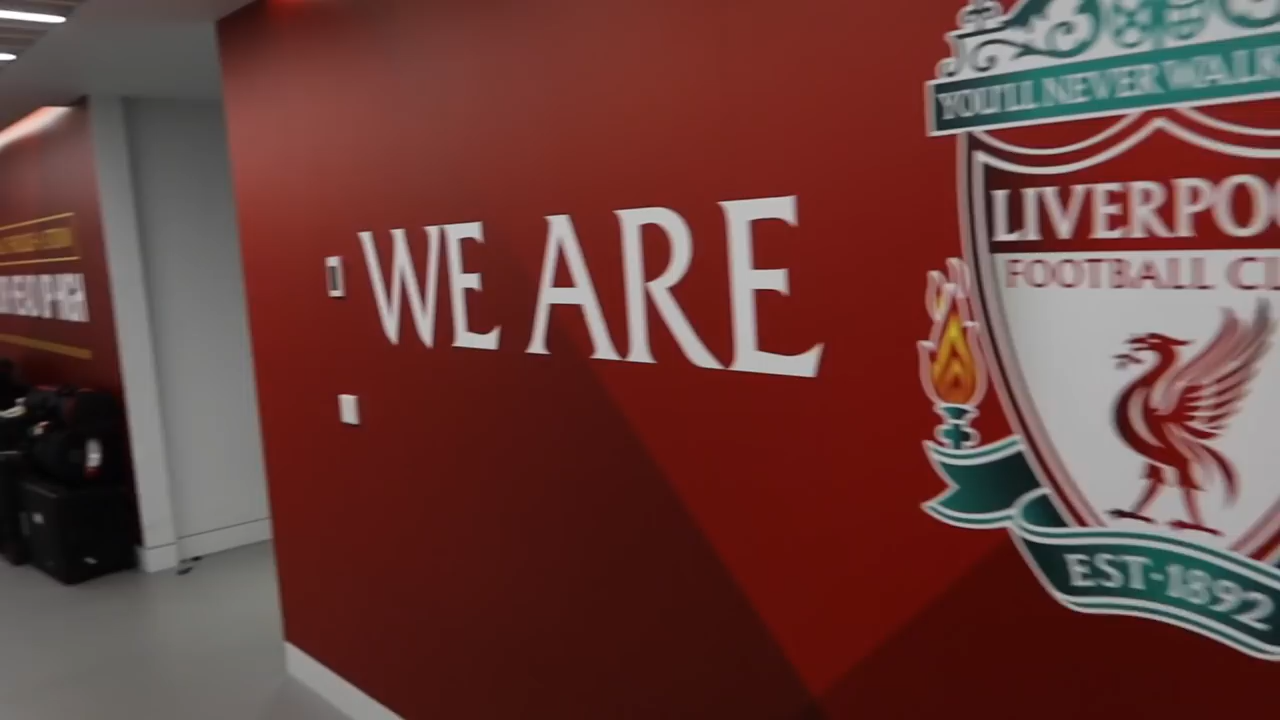 WE ARE
YOU'LL NEVER WALK
LIVERPOO
FOOTBALL CL
EST·1892